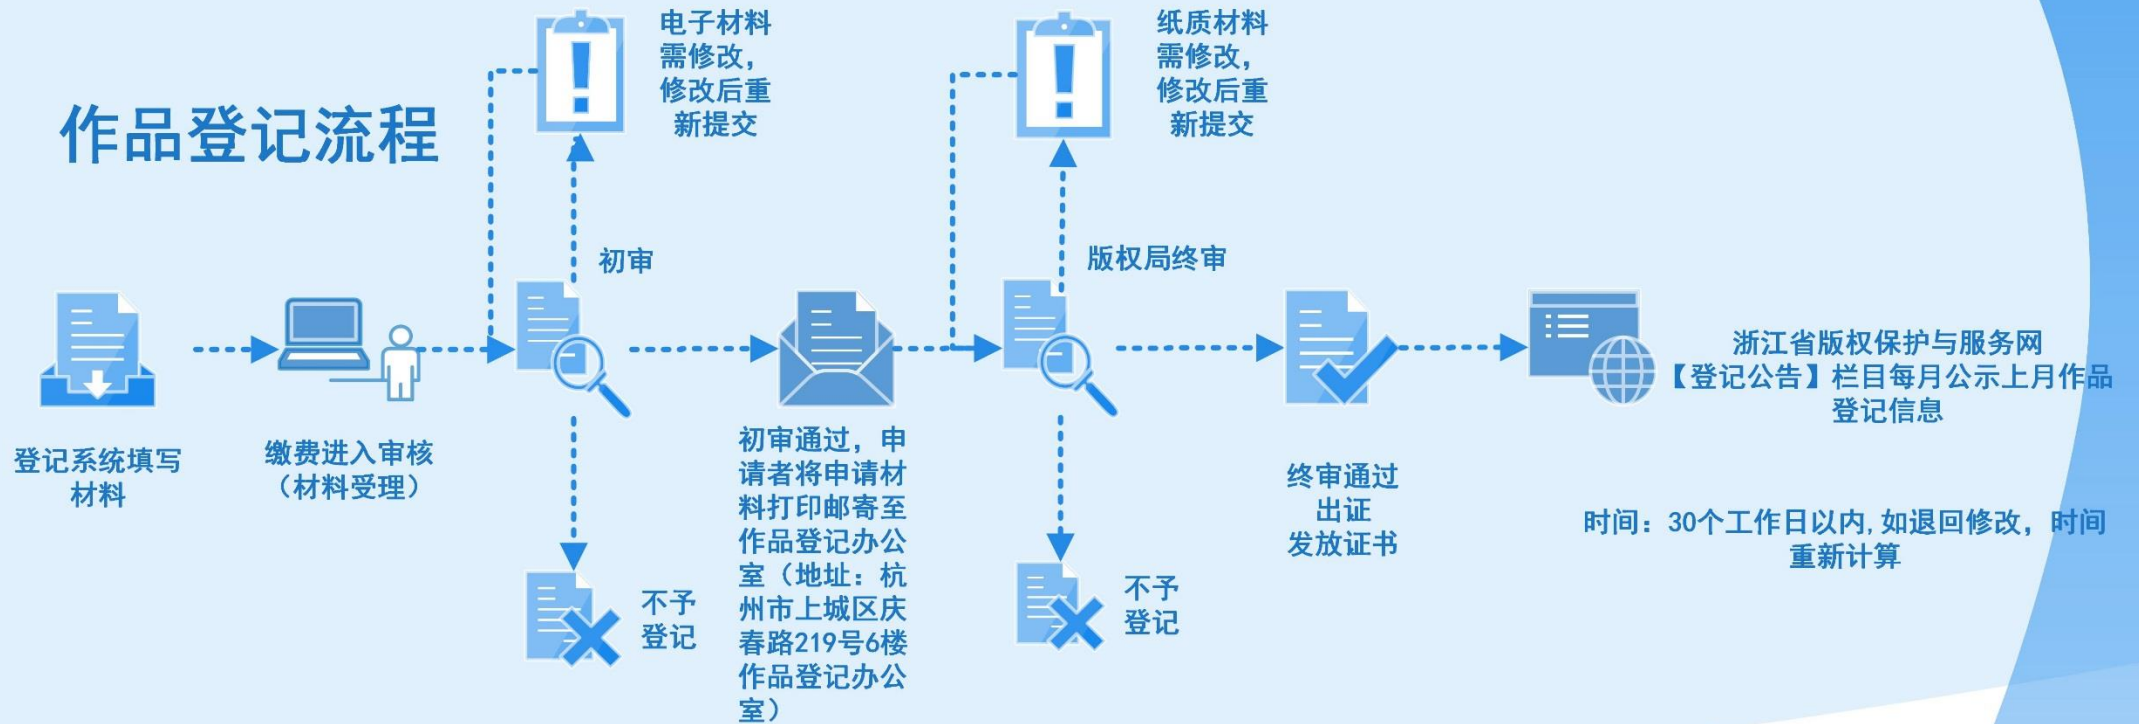 作品登记流程
电子材料
需修改，
修改后重
新提交
纸质材料
需修改，
修改后重
新提交
初审
版权局终审
登记系统填写
材料
缴费进入审核
（材料受理）
初审通过，申
请者将申请材
料打印邮寄至
作品登记办公
室（地址：杭
州市上城区庆
春路219号6楼
作品登记办公
室）
不予
登记
不予
登记
终审通过
出证
发放证书
浙江省版权保护与服务网
【登记公告】栏目每月公示上月作品
登记信息
时间：30个工作日以内,如退回修改，时间
重新计算